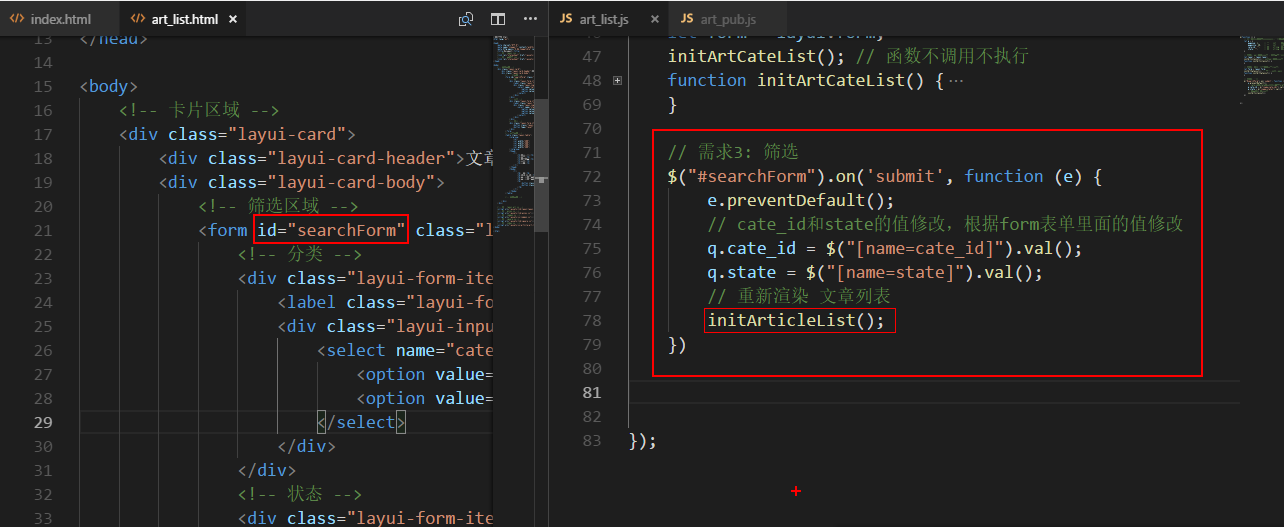 index.html
art_list.html
13 </head>
14
15 <body>
16 <!-- 卡片区域 -->
17 <div class="layui-card">
18 <div class="layui-card-header">文章
19 <div class="layui-card-body">
20 <!-- 筛选区域 -->
21 <form id="searchForm" class="l
22 <!-- 分类 -->
23 <div class="layui-form-ite
24 <label class="layui-fo
25 <div class="layui-inpu
26 <select name="cate
27 <option value=
28 <option value=
29 </select>
30 </div>
31 </div>
32 <!-- 状态 -->
33 <div class="layui-form-ite
JS art_list.js
JS art_pub.js
46 let form = layui.form;
47 initArtCateList(); // 函数不调用不执行
48 function initArtCateList() {…
69 }
70
71 // 需求3: 筛选
72 $("#searchForm").on('submit', function (e) {
73 e.preventDefault();
74 // cate_id和state的值修改，根据form表单里面的值修改
75 q.cate_id = $("[name=cate_id]").val();
76 q.state = $("[name=state]").val();
77 // 重新渲染 文章列表
78 initArticleList();
79 })
80
81
82
83 });